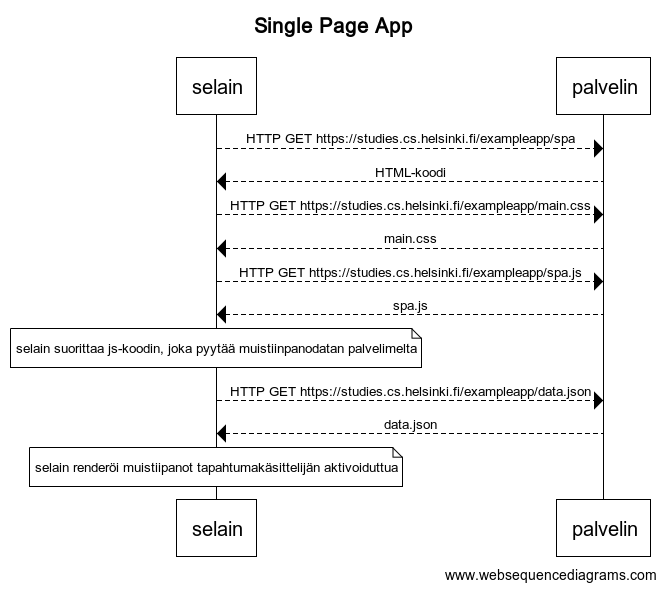 Single Page App
selain
palvelin
HTTP GET https://studies.cs.helsinki.fi/exampleapp/spa
HTML-koodi
HTTP GET https://studies.cs.helsinki.fi/exampleapp/main.css
main.css
HTTP GET https://studies.cs.helsinki.fi/exampleapp/spa.js
spa.js
selain suorittaa js-koodin, joka pyytää muistiinpanodatan palvelimelta
HTTP GET https://studies.cs.helsinki.fi/exampleapp/data.json
data.json
selain renderöi muistiipanot tapahtumakäsittelijän aktivoiduttua
selain
palvelin
www.websequencediagrams.com